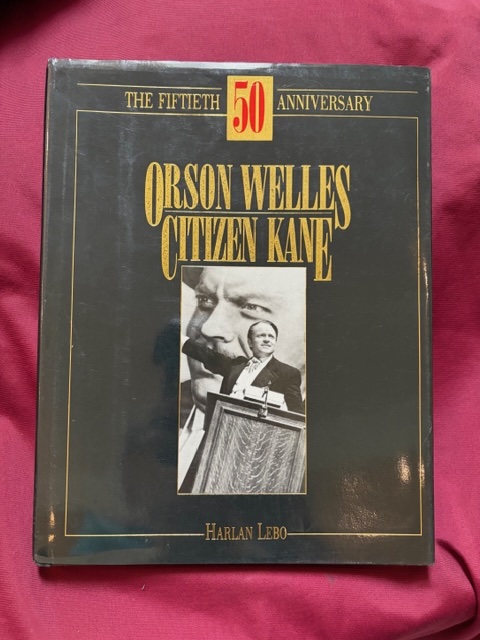 THE FIFTIETH 50 ANNIVERSARY
ORSON WELLES
CITIZEN KANE
HARLAN LEBO